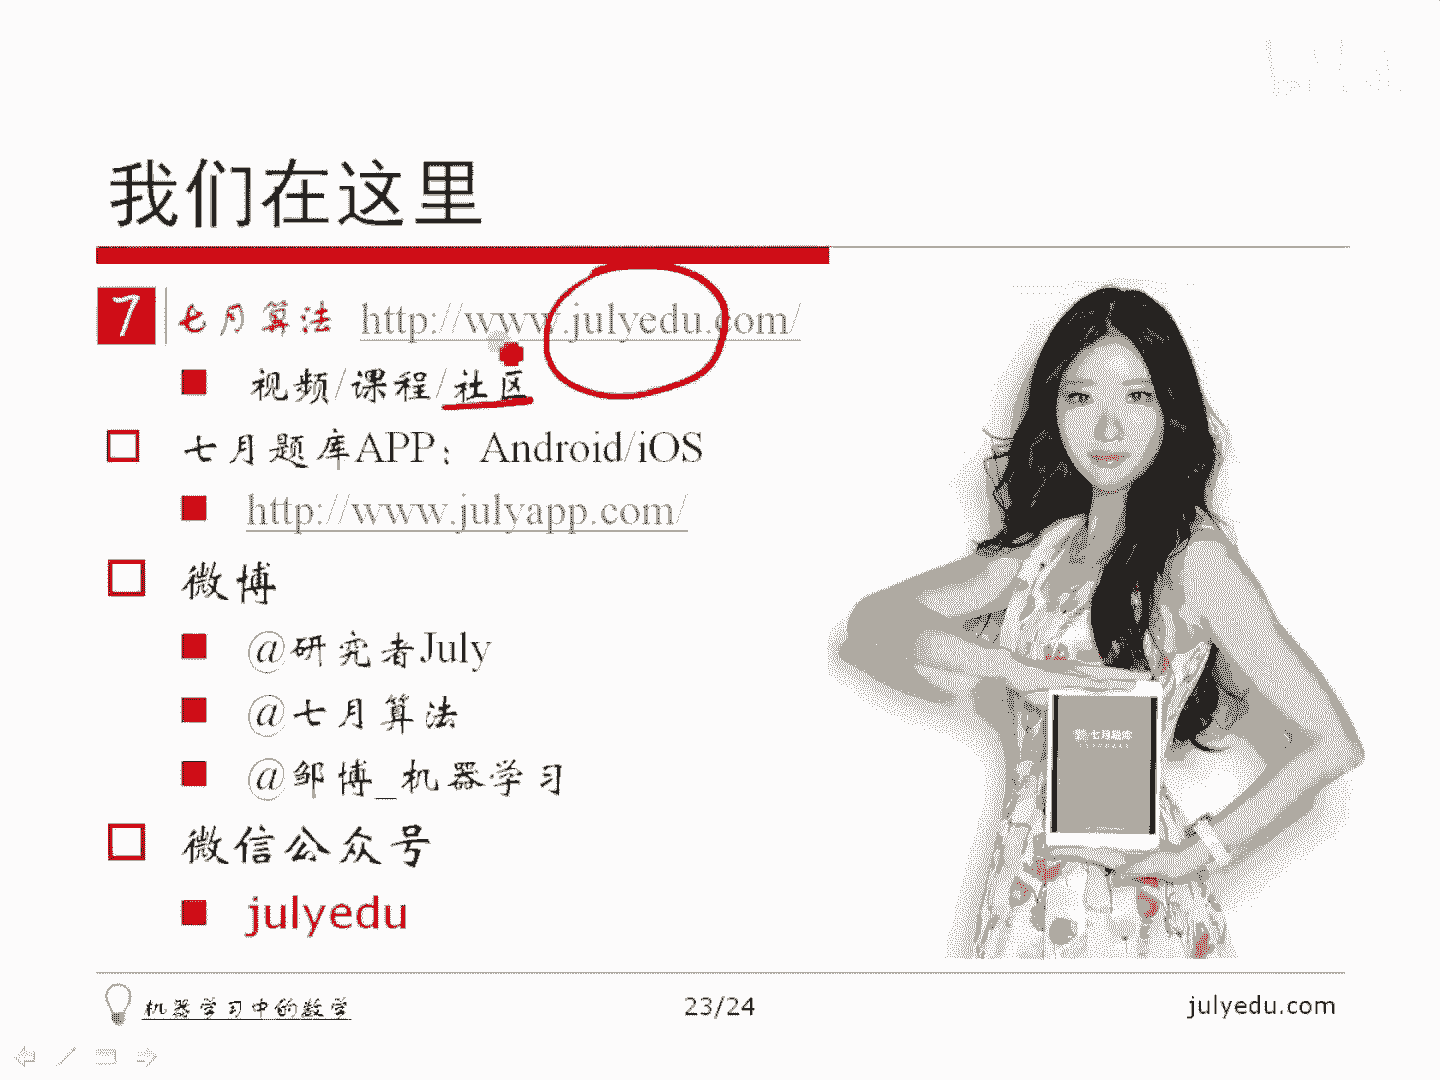 我们在这里
7 七月算法 http://www.julyedu.com/
视频/课程/社区
七月题库APP：Android/iOS
http://www.julyapp.com/
微博
@研究者July
@七月算法
@邹博_机器学习
微信公众号
julyedu
七月题库
机器学习中的数学
23/24
julyedu.com